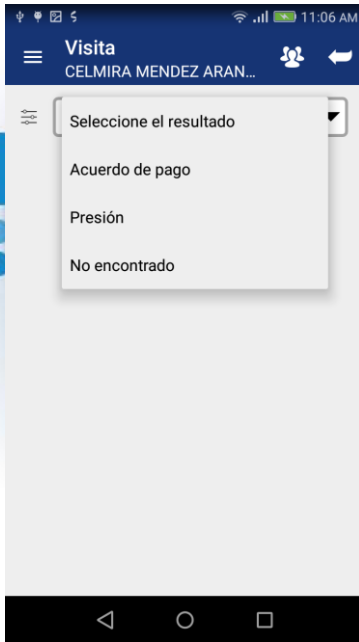 11:06 AM
Visita
CELMIRA MENDEZ ARAN...
Seleccione el resultado
Acuerdo de pago
Presión
No encontrado